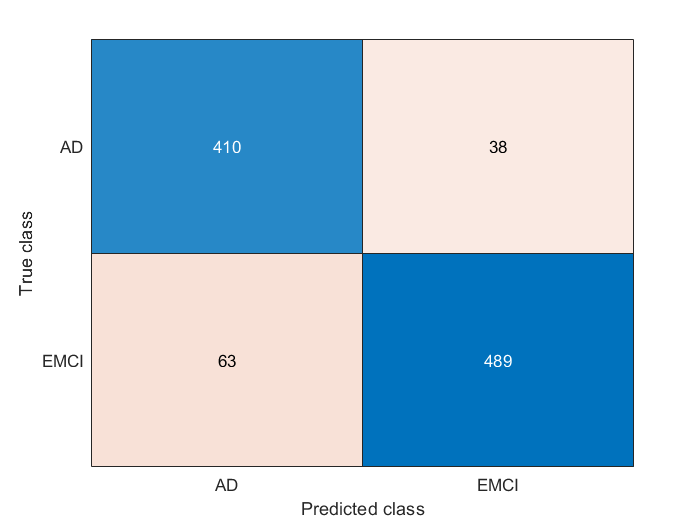 AD
410
38
True class
EMCI
63
489
AD
EMCI
Predicted class